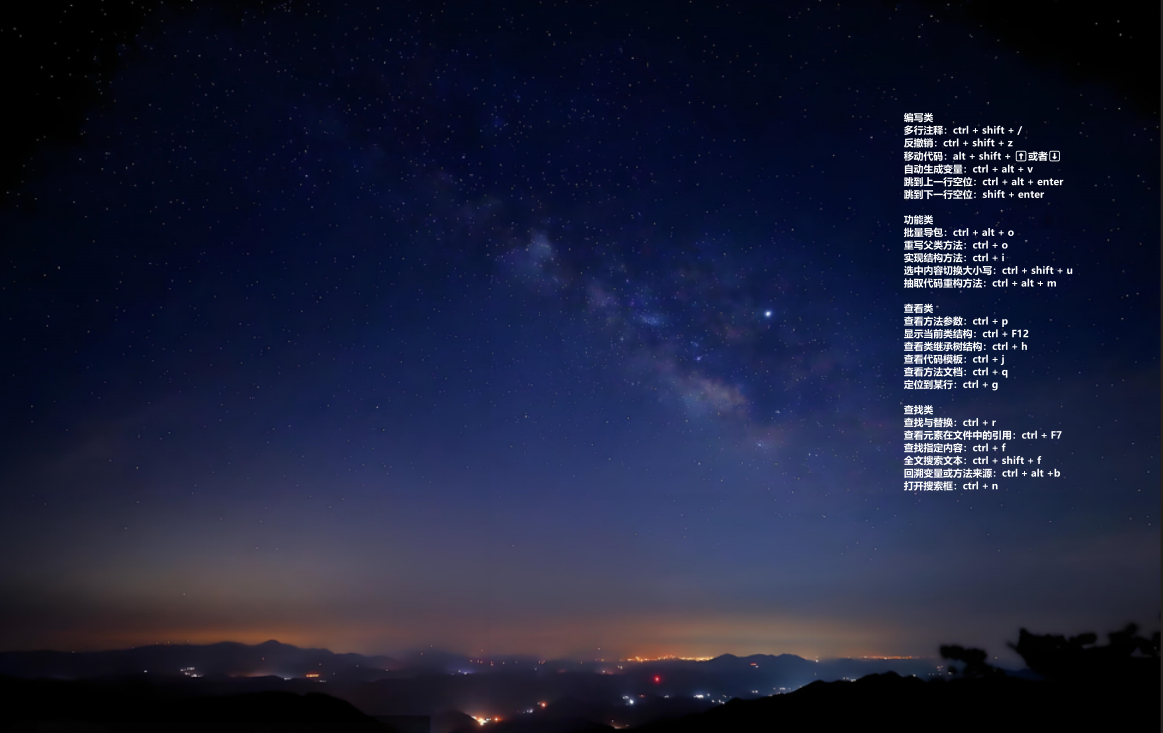 编写类
多行注释：ctrl + shift + /
反撤销：ctrl + shift + z
移动代码：alt + shift + ↑或者↓
自动生成变量：ctrl + alt + v
跳到上一行空位：ctrl + alt + enter
跳到下一行空位：shift + enter
功能类
批量导包：ctrl + alt + o
重写父类方法：ctrl + o
实现结构方法：ctrl + i
选中内容切换大小写：ctrl + shift + u
抽取代码重构方法：ctrl + alt + m
查看类
查看方法参数：ctrl + p
显示当前类结构：ctrl + F12
查看类继承树结构：ctrl + h
查看代码模板：ctrl + j
查看方法文档：ctrl + q
定位到某行：ctrl + g
查找类
查找与替换：ctrl + r
查看元素在文件中的引用：ctrl + F7
查找指定内容：ctrl + f
全文搜索文本：ctrl + shift + f
回溯变量或方法来源：ctrl + alt +b
打开搜索框：ctrl + n